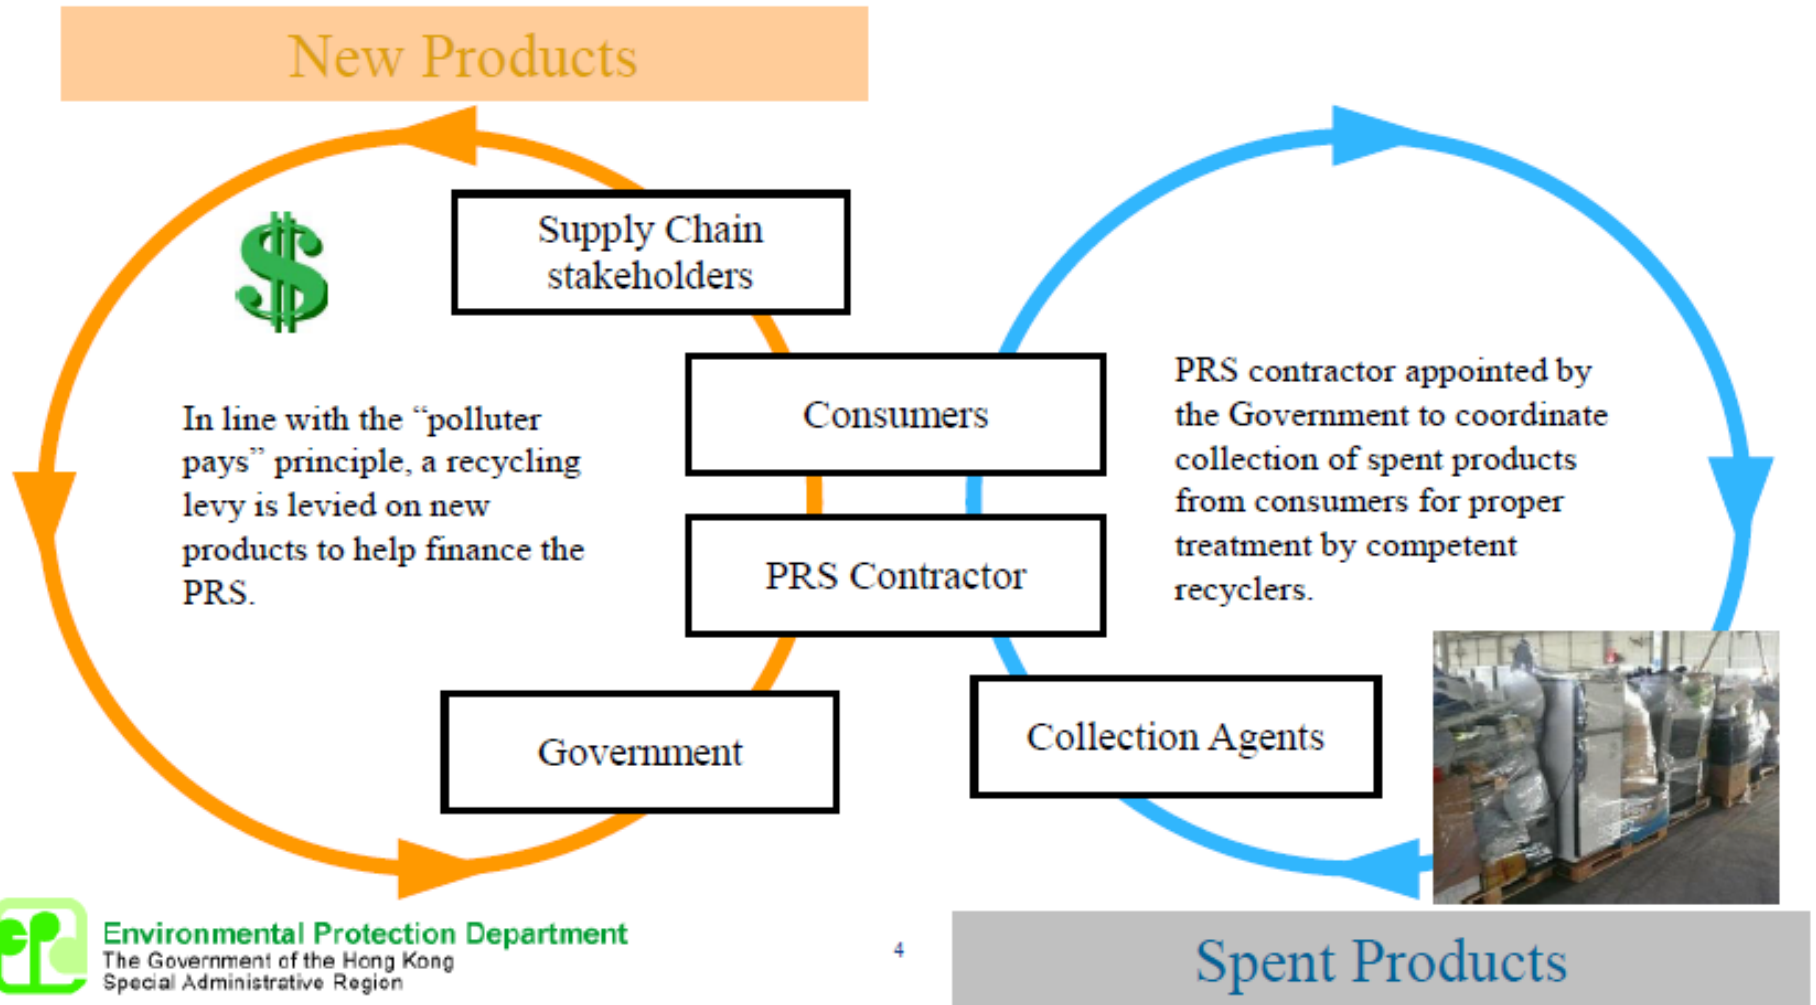 New Products
Supply Chain
stakeholders
In line with the “polluter
pays” principle, a recycling
levy is levied on new
products to help finance the
PRS.
Consumers
PRS Contractor
Government
PRS contractor appointed by
the Government to coordinate
collection of spent products
from consumers for proper
treatment by competent
recyclers.
Collection Agents
Environmental Protection Department
The Government of the Hong Kong
Special Administrative Region
4
Spent Products